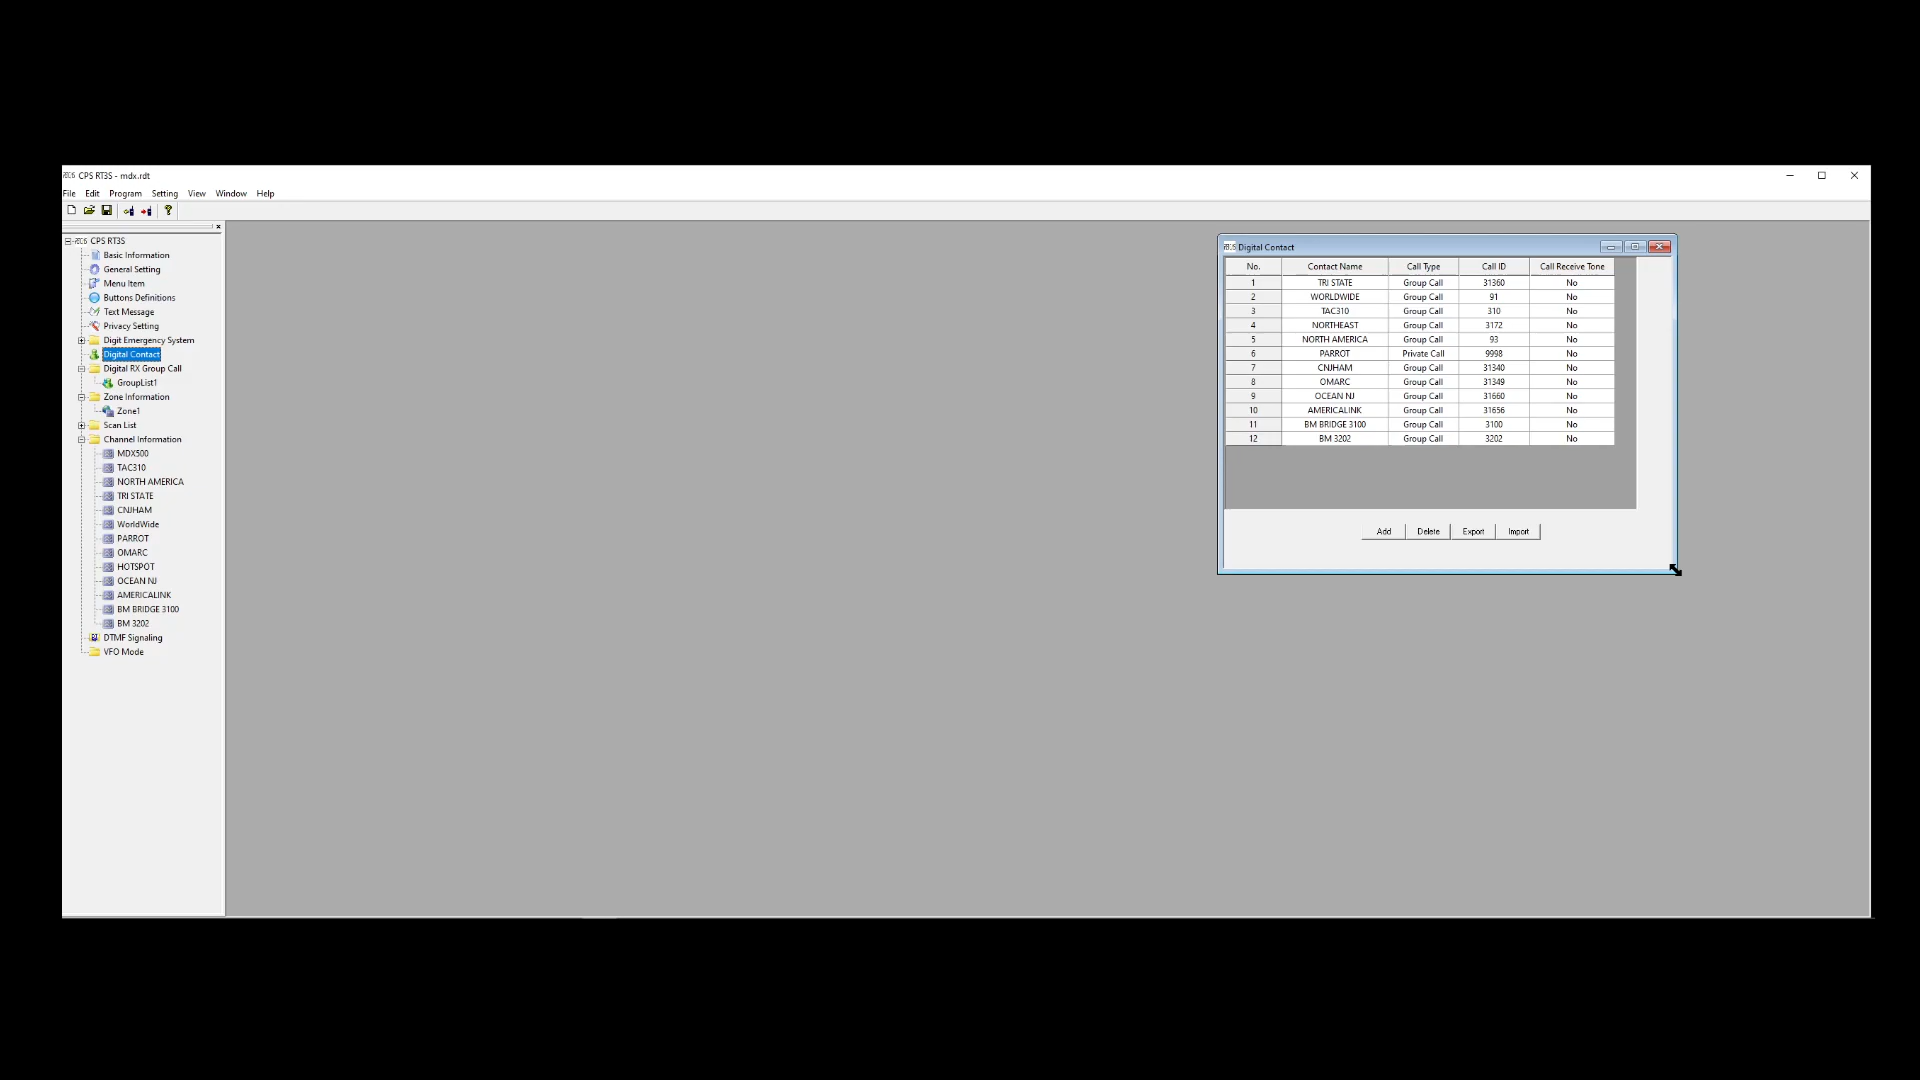 CPS RT3S - mdx.rdt
File Edit Program Setting View Window Help
CPS RT3S
Basic Information
General Setting
Menu Item
Buttons Definitions
Text Message
Privacy Setting
Digit Emergency System
Digital Contact
Digital RX Group Call
GroupList1
Zone Information
Zone1
Scan List
Channel Information
MDX500
TAC310
NORTH AMERICA
TRI STATE
CNJHAM
WorldWide
PARROT
OMARC
HOTSPOT
OCEAN NJ
AMERICALINK
BM BRIDGE 3100
BM 3202
DTMF Signaling
VFO Mode
Digital Contact
No. Contact Name Call Type Call ID Call Receive Tone
1 TRI STATE Group Call 31360 No
2 WORLDWIDE Group Call 91 No
3 TAC310 Group Call 310 No
4 NORTHEAST Group Call 3172 No
5 NORTH AMERICA Group Call 93 No
6 PARROT Private Call 9998 No
7 CNJHAM Group Call 31340 No
8 OMARC Group Call 31349 No
9 OCEAN NJ Group Call 31660 No
10 AMERICALINK Group Call 31656 No
11 BM BRIDGE 3100 Group Call 3100 No
12 BM 3202 Group Call 3202 No
Add Delete Export Import